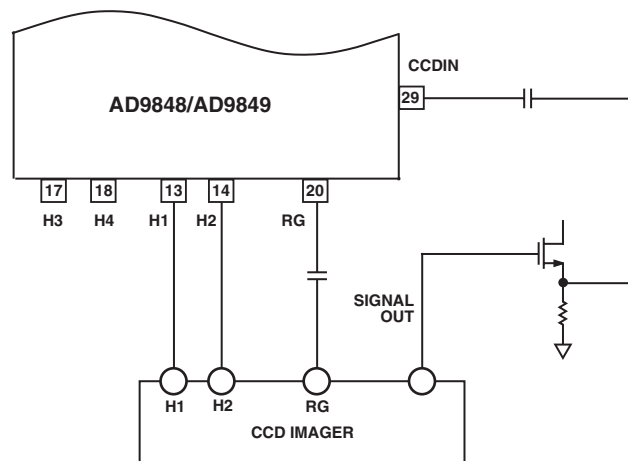 CCDIN
29
AD9848/AD9849
17
18
13
14
20
H3
H4
H1
H2
RG
SIGNAL
OUT
H1
H2
RG
CCD IMAGER